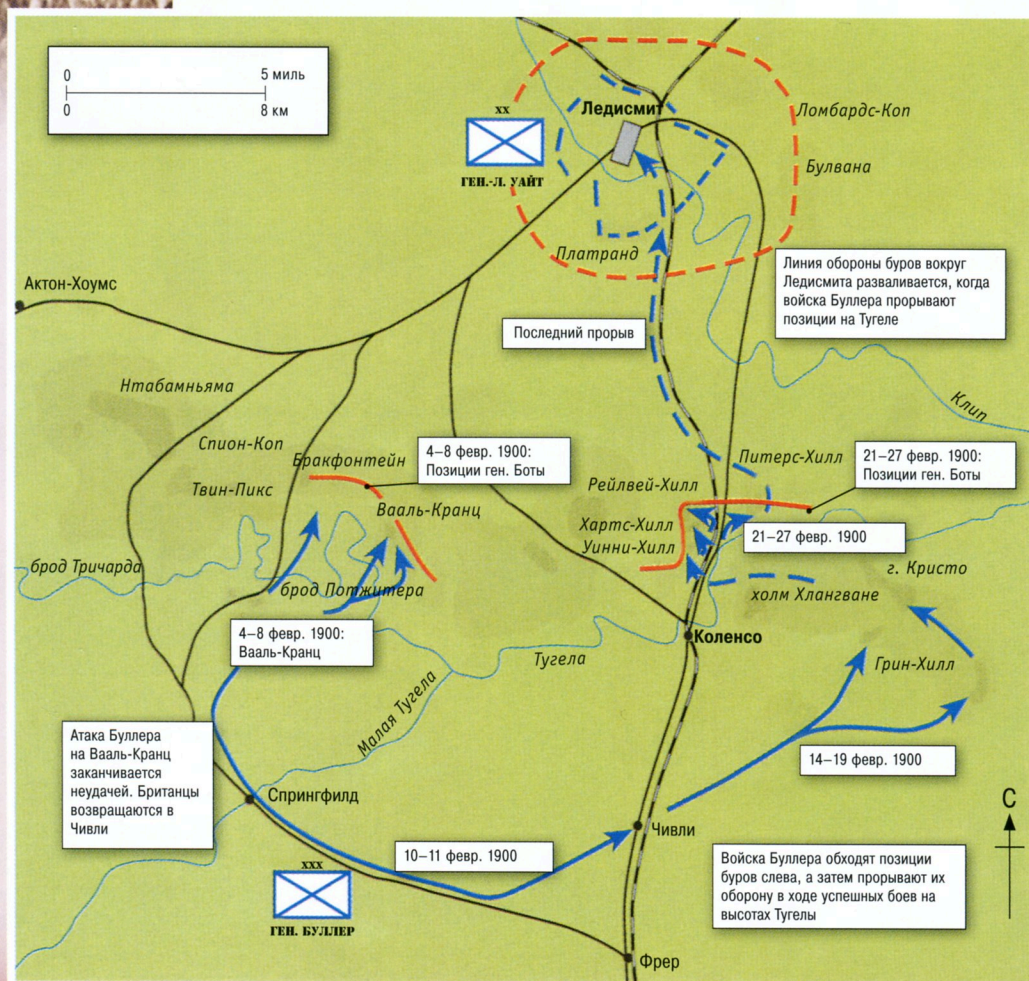 0 5 миль
0 8 км
xx
ГЕН.-Л. УАЙТ
Ледисмит
Ломбардс-Коп
Булвана
Платранд
Актон-Хоумс
Линия обороны буров вокруг
Ледисмита разваливается, когда
войска Буллера прорывают
позиции на Тугеле
Последний прорыв
Нтабамньяма
Клип
Спион-Коп
Бракфонтейн
4–8 февр. 1900:
Позиции ген. Боты
Питерс-Хилл
21–27 февр. 1900:
Позиции ген. Боты
Твин-Пикс
Вааль-Кранц
Рейлвей-Хилл
Хартс-Хилл
Уинни-Хилл
21–27 февр. 1900
брод Тричарда
брод Потжитера
г. Кристо
холм Хлангване
4–8 февр. 1900:
Вааль-Кранц
Коленсо
Тугела
Грин-Хилл
Малая Тугела
Атака Буллера
на Вааль-Кранц
заканчивается
неудачей. Британцы
возвращаются в
Чивли
14–19 февр. 1900
Спрингфилд
С
Чивли
10–11 февр. 1900
Войска Буллера обходят позиции
буров слева, а затем прорывают их
оборону в ходе успешных боев на
высотах Тугелы
xxx
ГЕН. БУЛЛЕР
Фрер